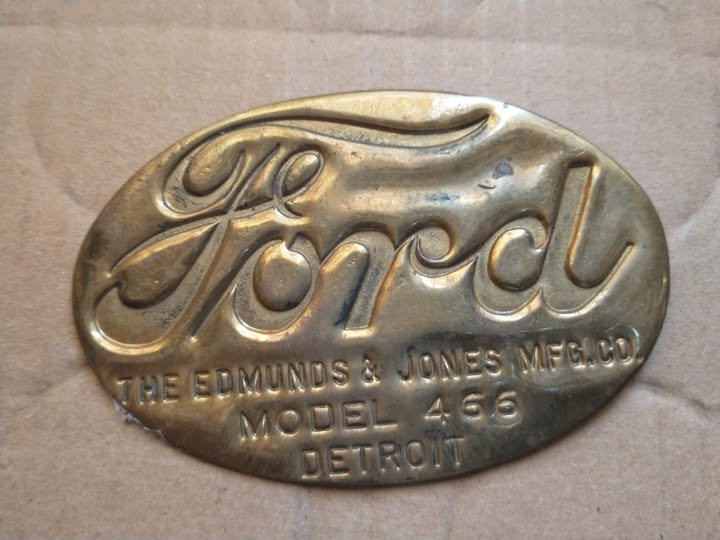 Ford
THE EDMUNDS & JONES MFG. CO.
MODEL 466
DETROIT